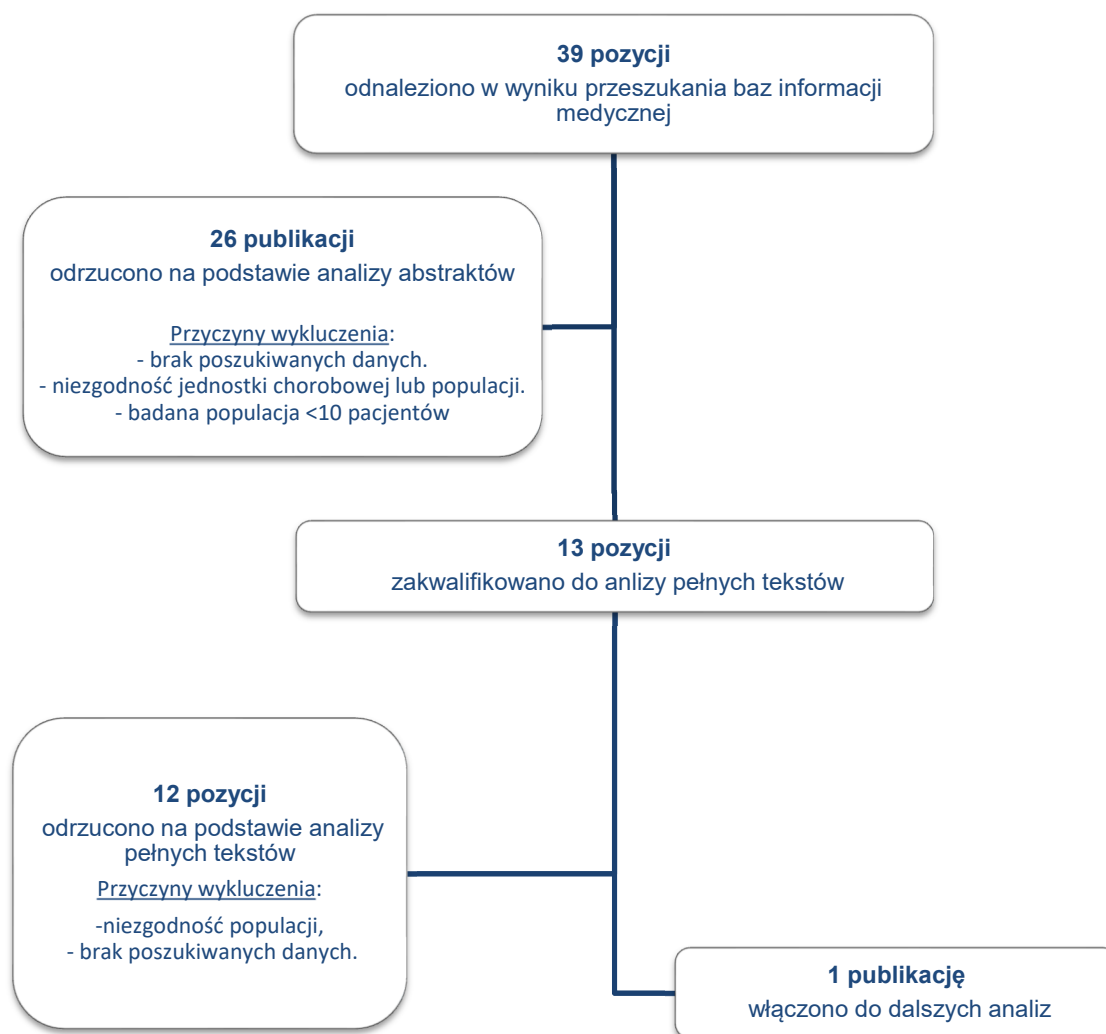 39 pozycji
odnaleziono w wyniku przeszukania baz informacji
medycznej
26 publikacji
odrzucono na podstawie analizy abstraktów
Przyczyny wykluczenia:
- brak poszukiwanych danych.
- niezgodność jednostki chorobowej lub populacji.
- badana populacja <10 pacjentów
13 pozycji
zakwalifikowano do anlizy pełnych tekstów
12 pozycji
odrzucono na podstawie analizy
pełnych tekstów
Przyczyny wykluczenia:
-niezgodność populacji,
- brak poszukiwanych danych.
1 publikację
włączono do dalszych analiz